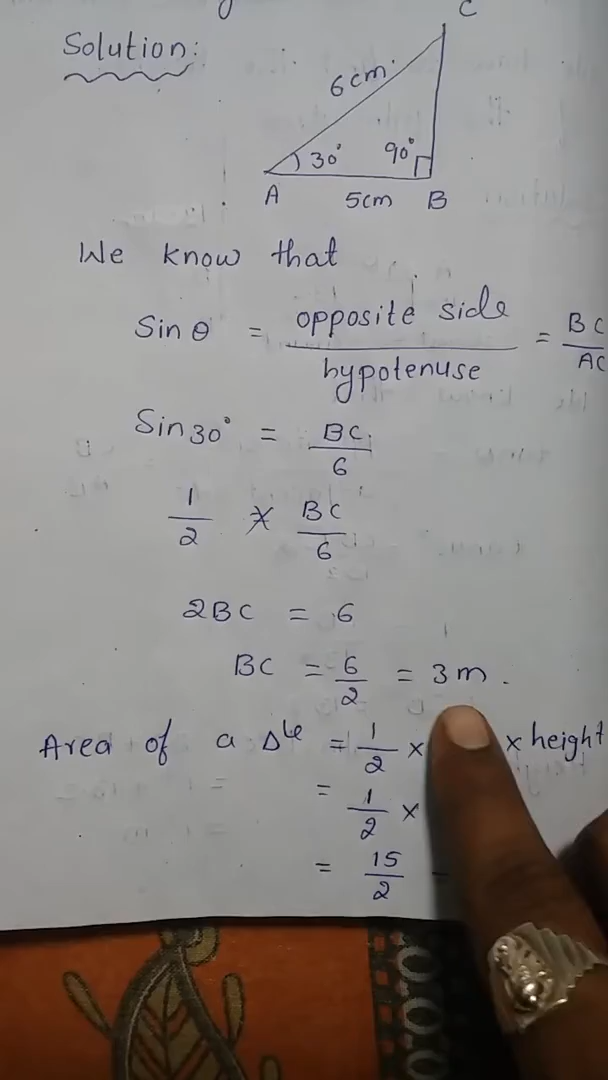 C
Solution:
6cm.
30° 90°
A 5cm B
We know that
Sin θ = opposite side / hypotenuse = BC / AC
Sin 30° = BC / 6
1/2 × BC/6
2BC = 6
BC = 6/2 = 3m.
Area of a Δle = 1/2 × × height
= 1/2 ×
= 15/2